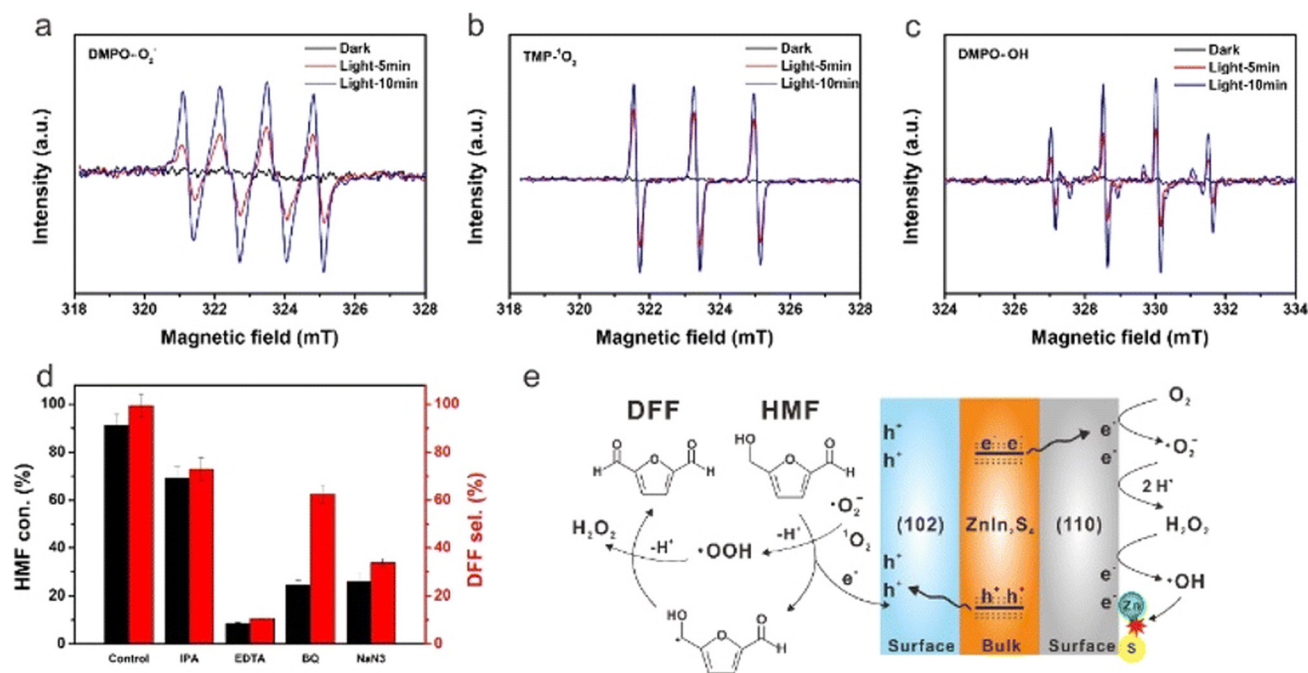 a
DMPO-·O₂⁻
Dark
Light-5min
Light-10min
Intensity (a.u.)
318 320 322 324 326 328
Magnetic field (mT)
b
TMP-¹O₂
Dark
Light-5min
Light-10min
Intensity (a.u.)
318 320 322 324 326 328
Magnetic field (mT)
c
DMPO-OH
Dark
Light-5min
Light-10min
Intensity (a.u.)
324 326 328 330 332 334
Magnetic field (mT)
d
HMF con. (%)
100
80
60
40
20
0
DFF sel. (%)
100
80
60
40
20
0
Control IPA EDTA BQ NaN3
e
DFF HMF
O O
H O H
HO O
O H
·O₂⁻
¹O₂
-H⁺
e⁻
·OOH
-H⁺
H₂O₂
HO O
· O H
h⁺
h⁺
(102)
h⁺
h⁺
Surface
e⁻ e⁻
ZnIn₂S₄
h⁺ h⁺
Bulk
e⁻
e⁻
(110)
e⁻
e⁻
Surface
O₂
·O₂⁻
2 H⁺
H₂O₂
·OH
Zn
S